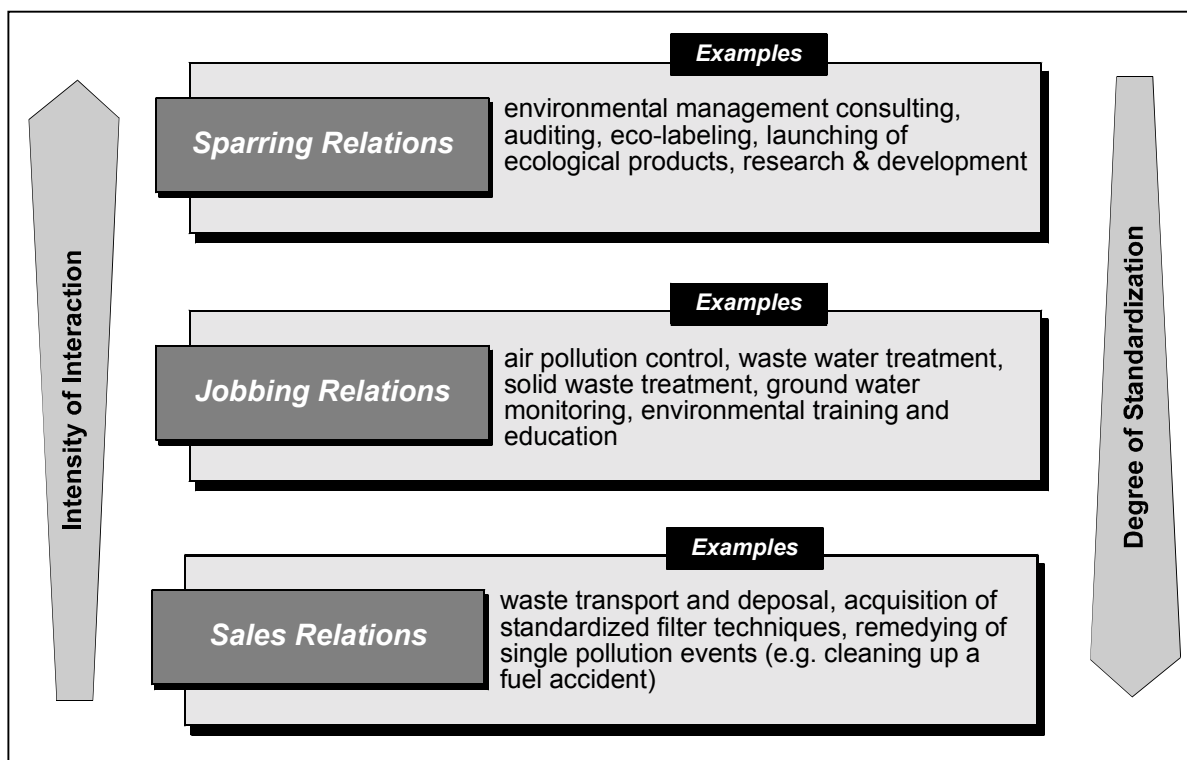 Examples
Sparring Relations
environmental management consulting,
auditing, eco-labeling, launching of
ecological products, research & development
Examples
Jobbing Relations
air pollution control, waste water treatment,
solid waste treatment, ground water
monitoring, environmental training and
education
Examples
Sales Relations
waste transport and deposal, acquisition of
standardized filter techniques, remedying of
single pollution events (e.g. cleaning up a
fuel accident)
Intensity of Interaction
Degree of Standardization